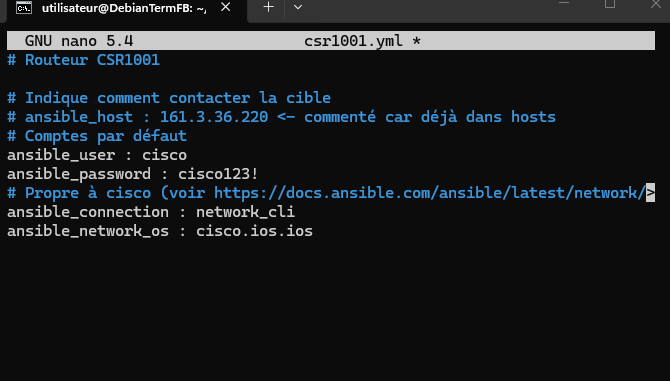 utilisateur@DebianTermFB: ~,
GNU nano 5.4 csr1001.yml *
# Routeur CSR1001
# Indique comment contacter la cible
# ansible_host : 161.3.36.220 <- commenté car déjà dans hosts
# Comptes par défaut
ansible_user : cisco
ansible_password : cisco123!
# Propre à cisco (voir https://docs.ansible.com/ansible/latest/network/>
ansible_connection : network_cli
ansible_network_os : cisco.ios.ios